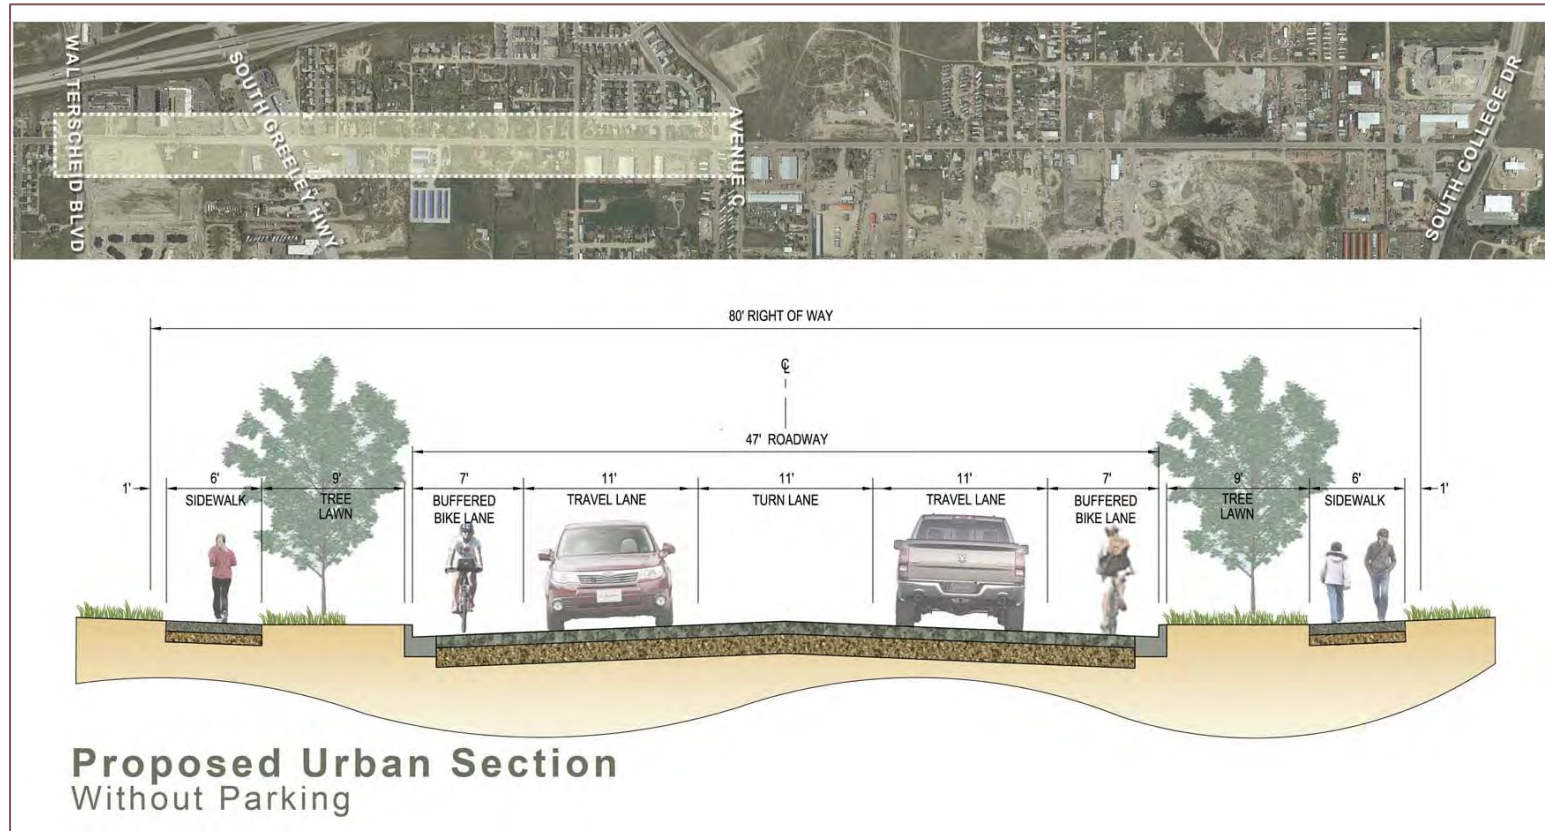 WALTERSCHEID BLVD
SOUTH GREELEY HWY
AVENUE C
SOUTH COLLEGE DR
80' RIGHT OF WAY
℄
47' ROADWAY
1'
6'
SIDEWALK
9'
TREE
LAWN
7'
BUFFERED
BIKE LANE
11'
TRAVEL LANE
11'
TURN LANE
11'
TRAVEL LANE
7'
BUFFERED
BIKE LANE
9'
TREE
LAWN
6'
SIDEWALK
1'
Proposed Urban Section
Without Parking